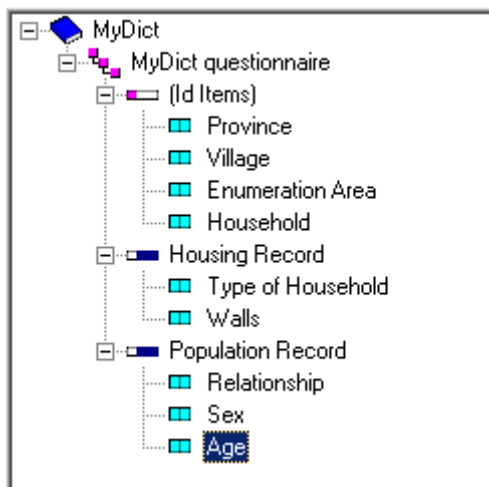 MyDict
MyDict questionnaire
(Id Items)
Province
Village
Enumeration Area
Household
Housing Record
Type of Household
Walls
Population Record
Relationship
Sex
Age